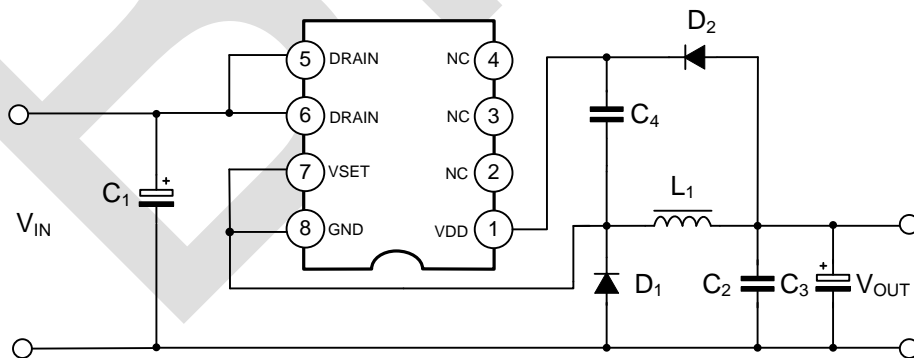 D2
5 DRAIN NC 4
6 DRAIN NC 3
C4
7 VSET NC 2
C1 +
L1
VIN
8 GND VDD 1
D1 C2 C3 + VOUT